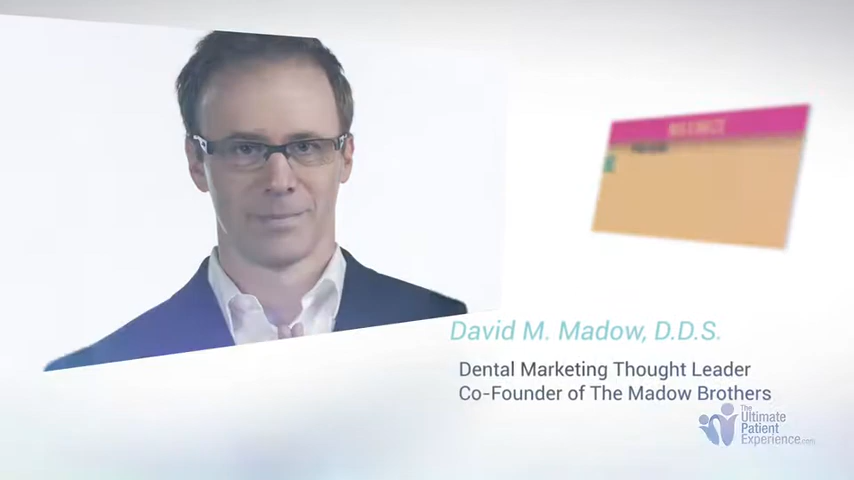 David M. Madow, D.D.S.
Dental Marketing Thought Leader
Co-Founder of The Madow Brothers
The
Ultimate
Patient
Experience.com